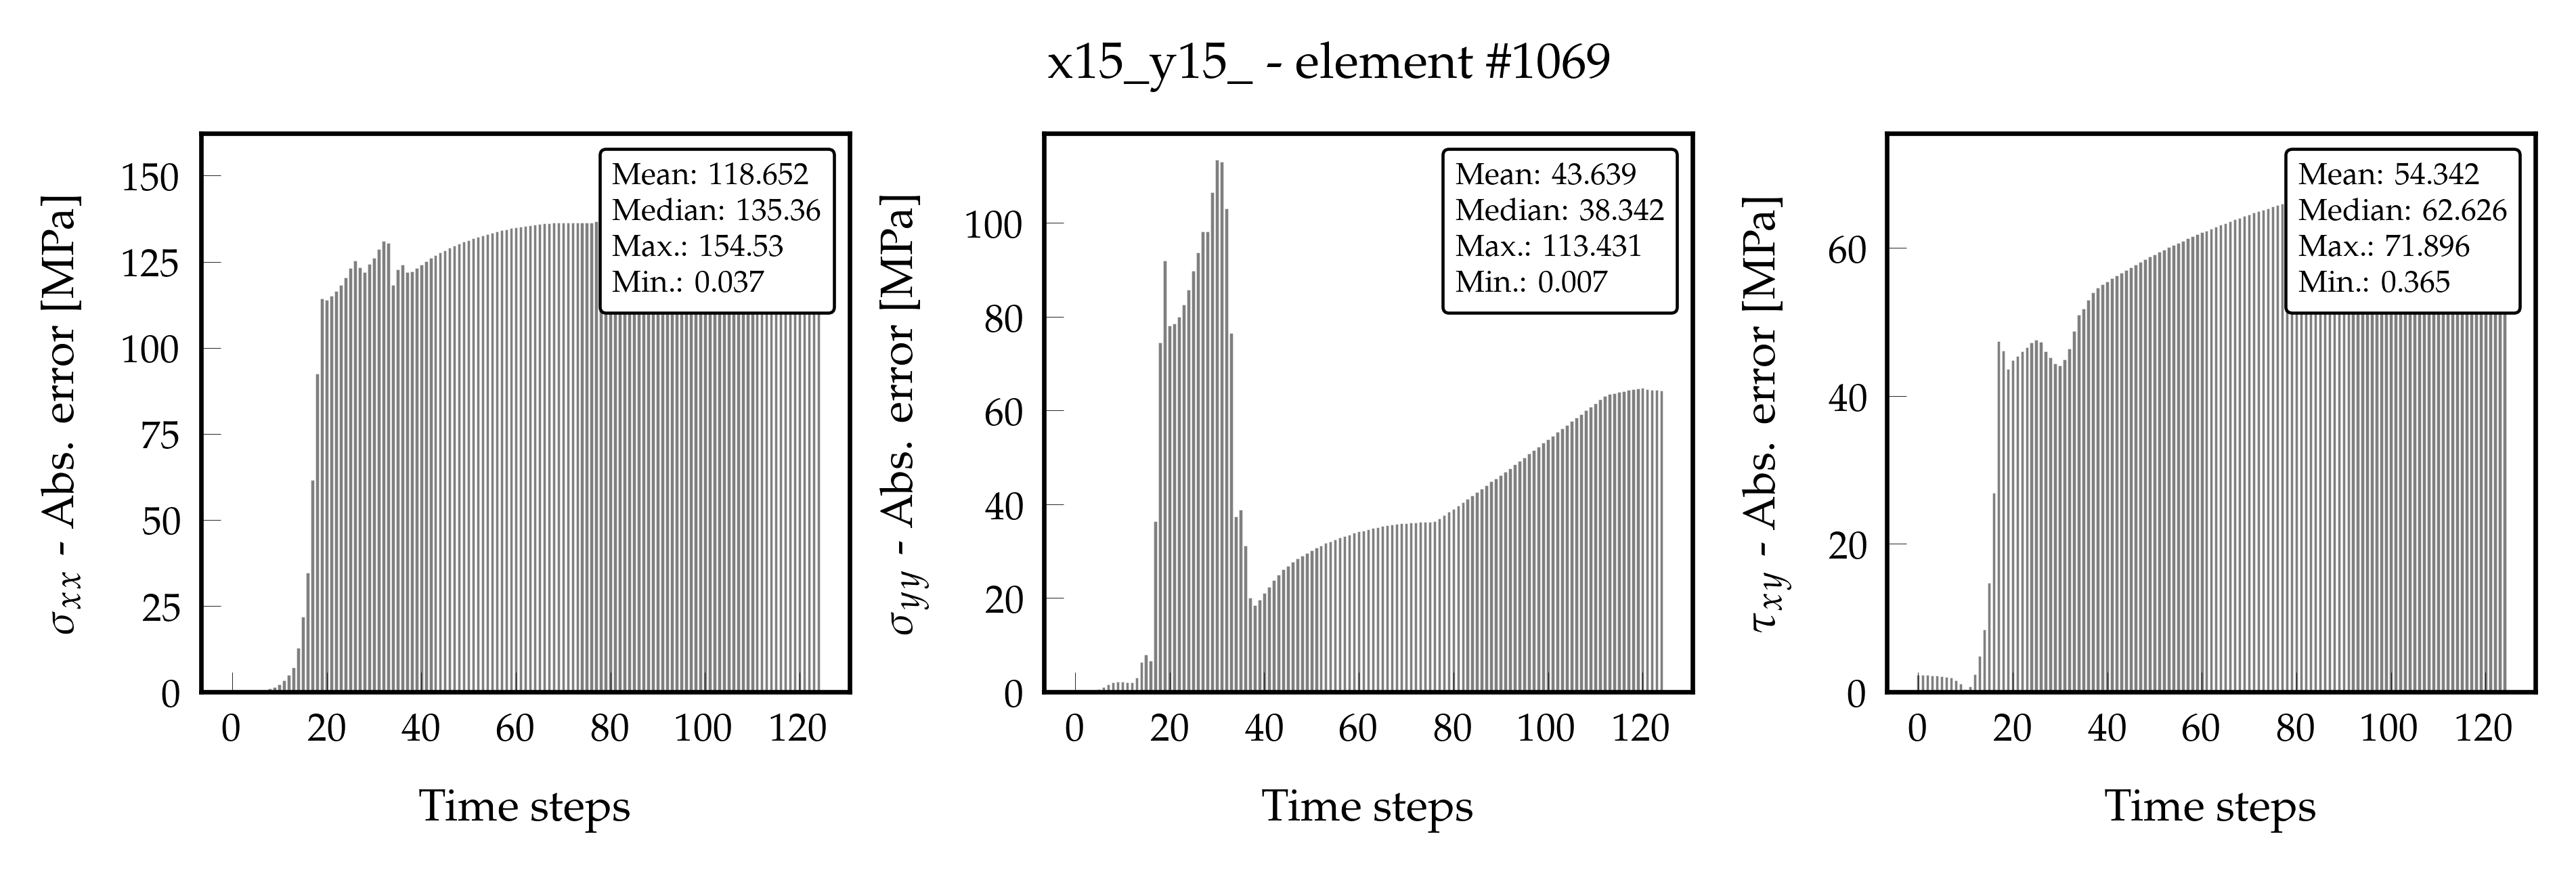 x15_y15_ - element #1069
σxx - Abs. error [MPa]
150
125
100
75
50
25
0
Mean: 118.652
Median: 135.36
Max.: 154.53
Min.: 0.037
0 20 40 60 80 100 120
Time steps
σyy - Abs. error [MPa]
100
80
60
40
20
0
Mean: 43.639
Median: 38.342
Max.: 113.431
Min.: 0.007
0 20 40 60 80 100 120
Time steps
τxy - Abs. error [MPa]
60
40
20
0
Mean: 54.342
Median: 62.626
Max.: 71.896
Min.: 0.365
0 20 40 60 80 100 120
Time steps